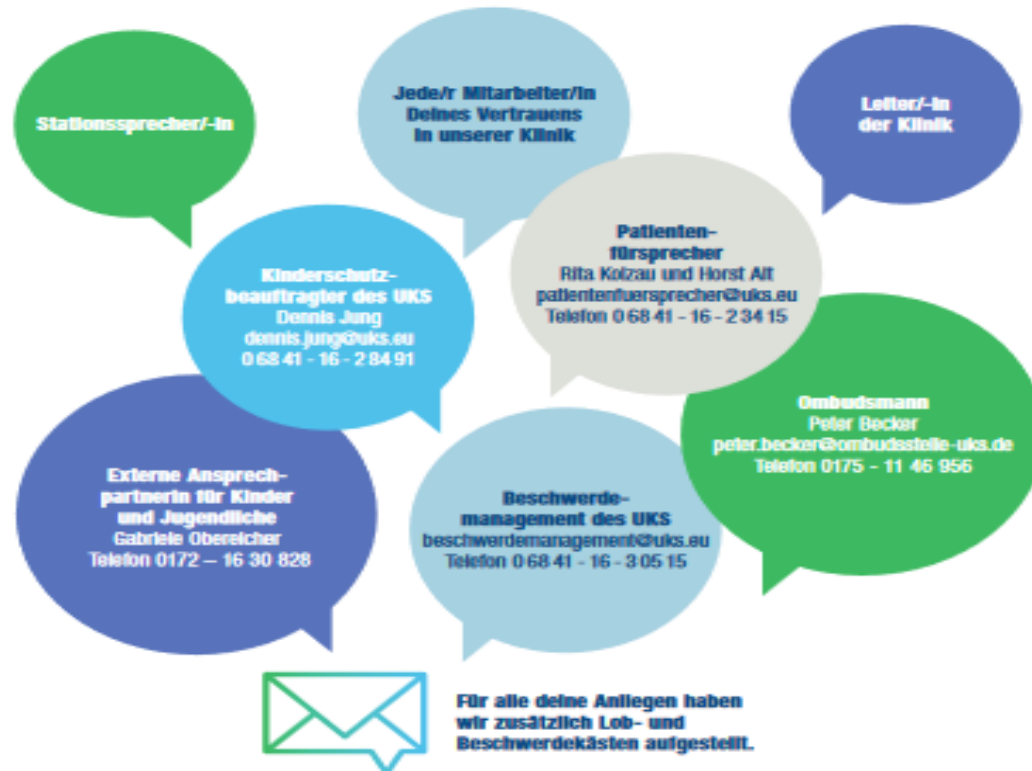 Stationssprecher/-in
Jede/r Mitarbeiter/in
Deines Vertrauens
in unserer Klinik
Leiter/-in
der Klinik
Kinderschutz-
beauftragter des UKS
Dennis Jung
dennis.jung@uks.eu
0 68 41 - 16 - 2 84 91
Patienten-
fürsprecher
Rita Kolzau und Horst Alt
patientenfuersprecher@uks.eu
Telefon 0 68 41 - 16 - 2 34 15
Externe Ansprech-
partnerin für Kinder
und Jugendliche
Gabriele Obereicher
Telefon 0172 – 16 30 828
Beschwerde-
management des UKS
beschwerdemanagement@uks.eu
Telefon 0 68 41 - 16 - 3 05 15
Ombudsmann
Peter Becker
peter.becker@ombudsstelle-uks.de
Telefon 0175 - 11 46 956
Für alle deine Anliegen haben
wir zusätzlich Lob- und
Beschwerdekästen aufgestellt.